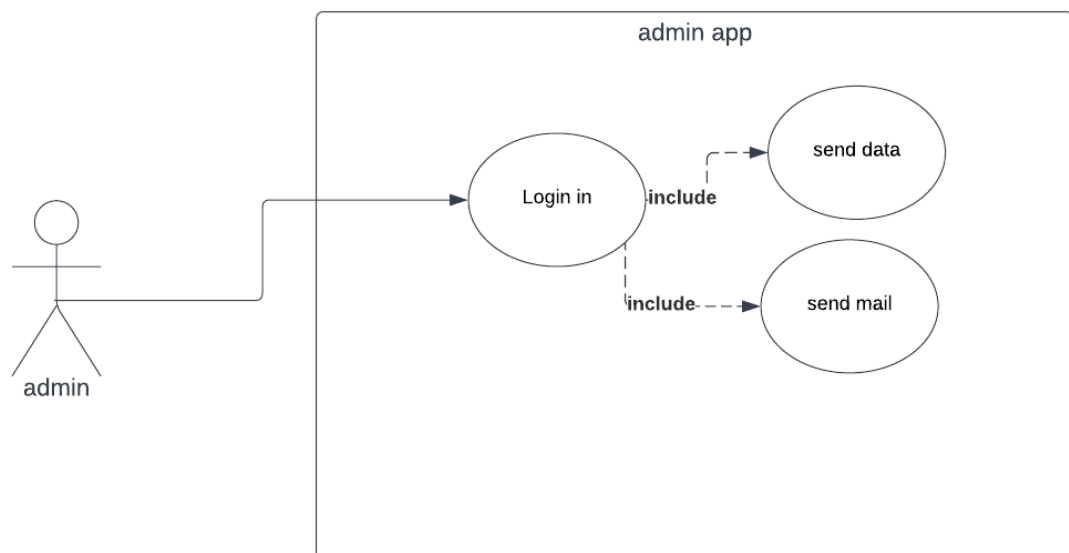 admin app
send data
Login in
include
send mail
include
admin